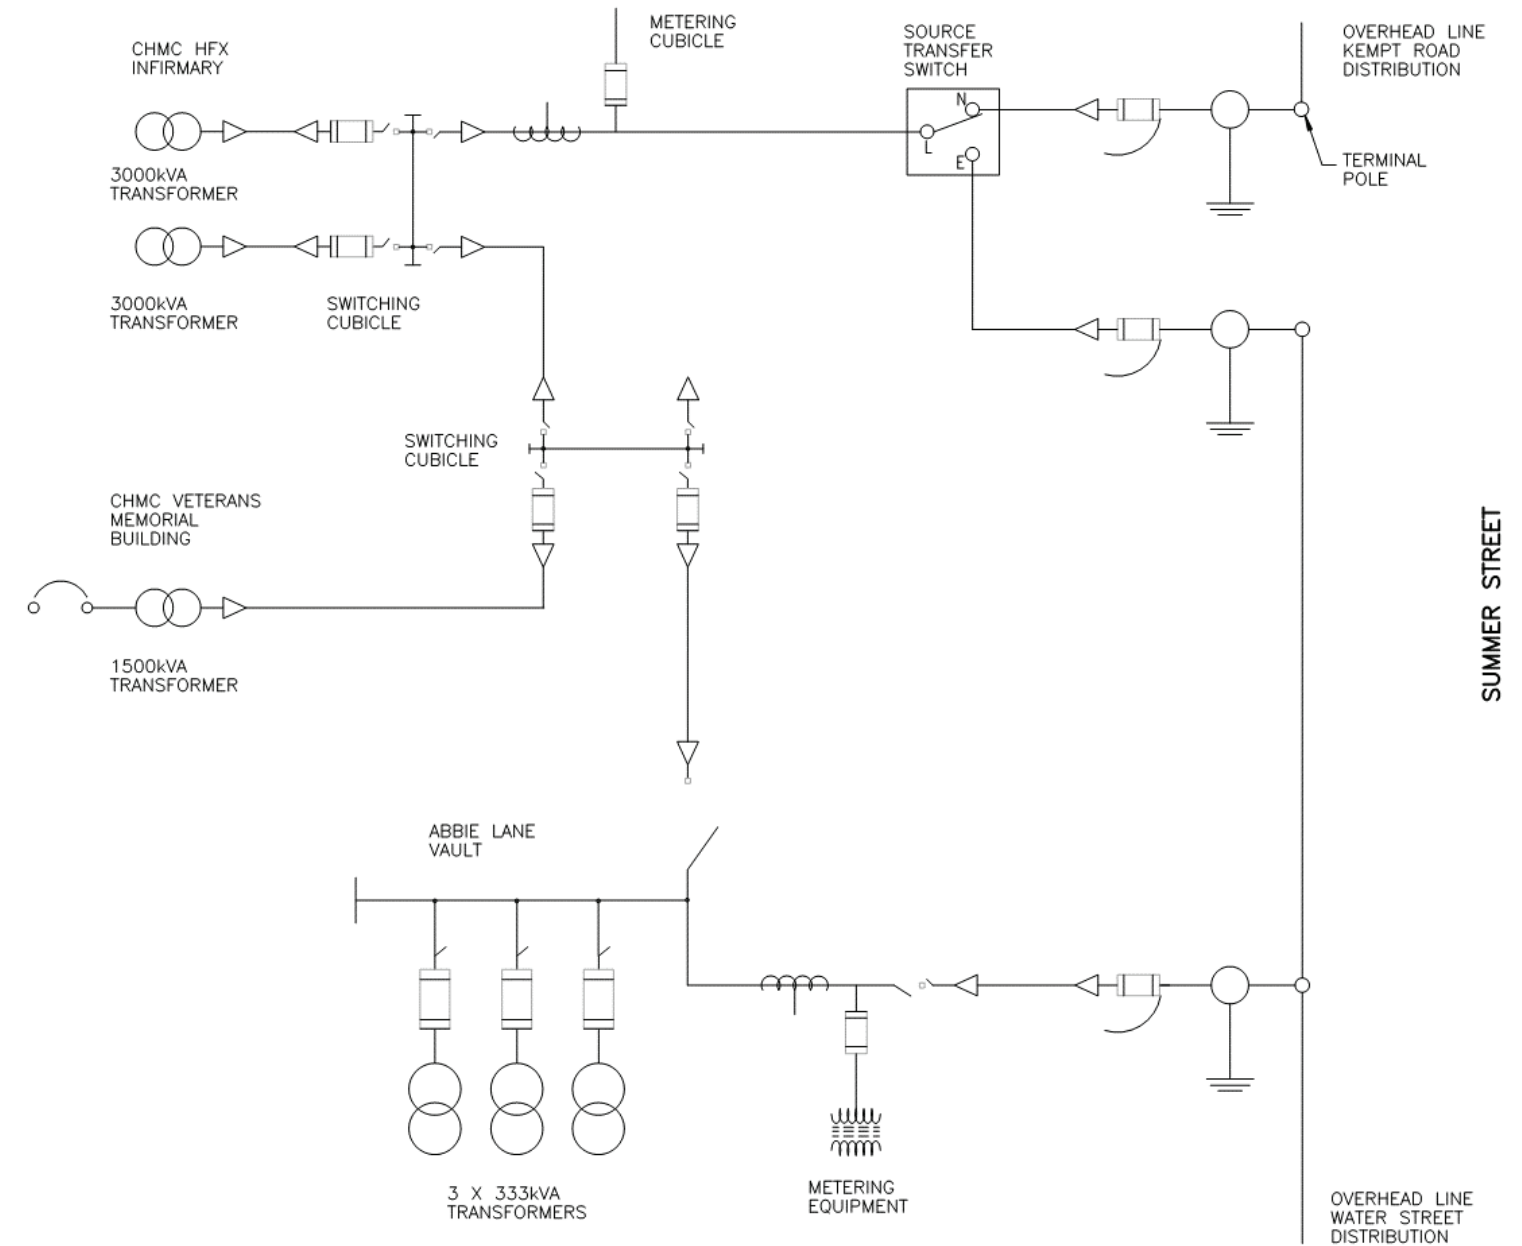 METERING
CUBICLE
CHMC HFX
INFIRMARY
SOURCE
TRANSFER
SWITCH
OVERHEAD LINE
KEMPT ROAD
DISTRIBUTION
N
L
E
TERMINAL
POLE
3000kVA
TRANSFORMER
3000kVA
TRANSFORMER
SWITCHING
CUBICLE
SWITCHING
CUBICLE
CHMC VETERANS
MEMORIAL
BUILDING
SUMMER STREET
1500kVA
TRANSFORMER
ABBIE LANE
VAULT
3 X 333kVA
TRANSFORMERS
METERING
EQUIPMENT
OVERHEAD LINE
WATER STREET
DISTRIBUTION